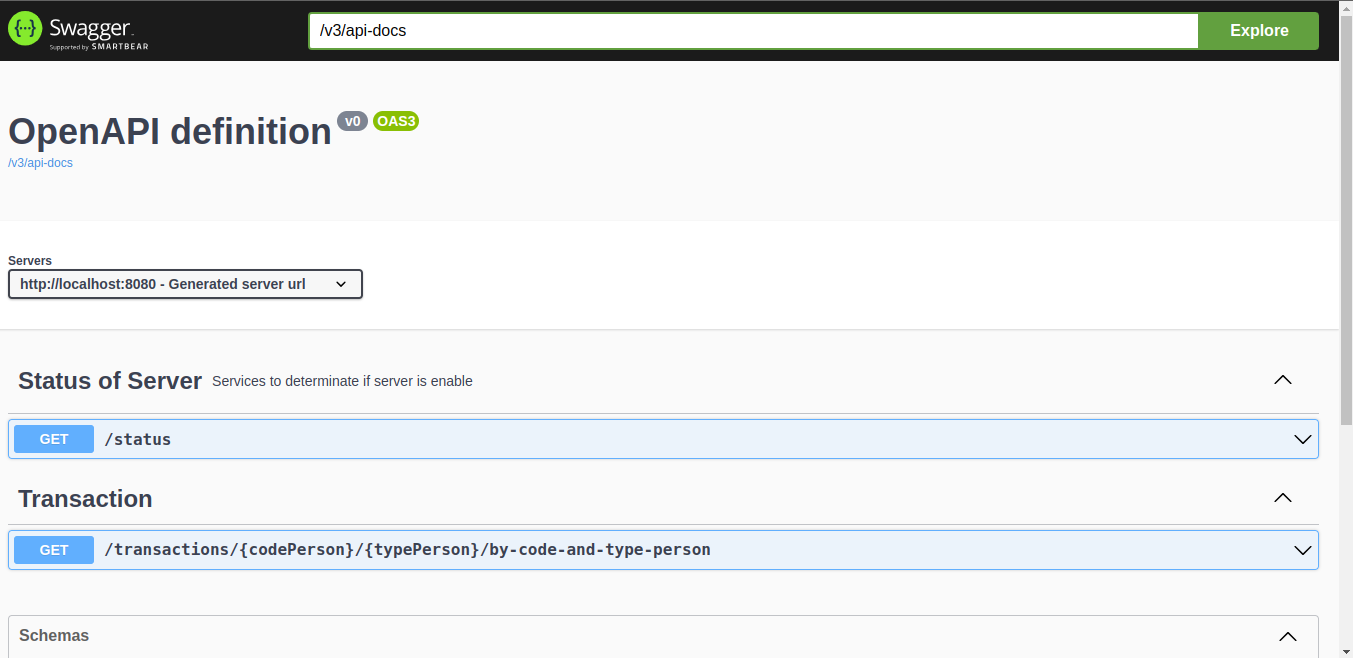 Swagger
Supported by SMARTBEAR
/v3/api-docs
Explore
OpenAPI definition v0 OAS3
/v3/api-docs
Servers
http://localhost:8080 - Generated server url
Status of Server Services to determinate if server is enable
GET /status
Transaction
GET /transactions/{codePerson}/{typePerson}/by-code-and-type-person
Schemas